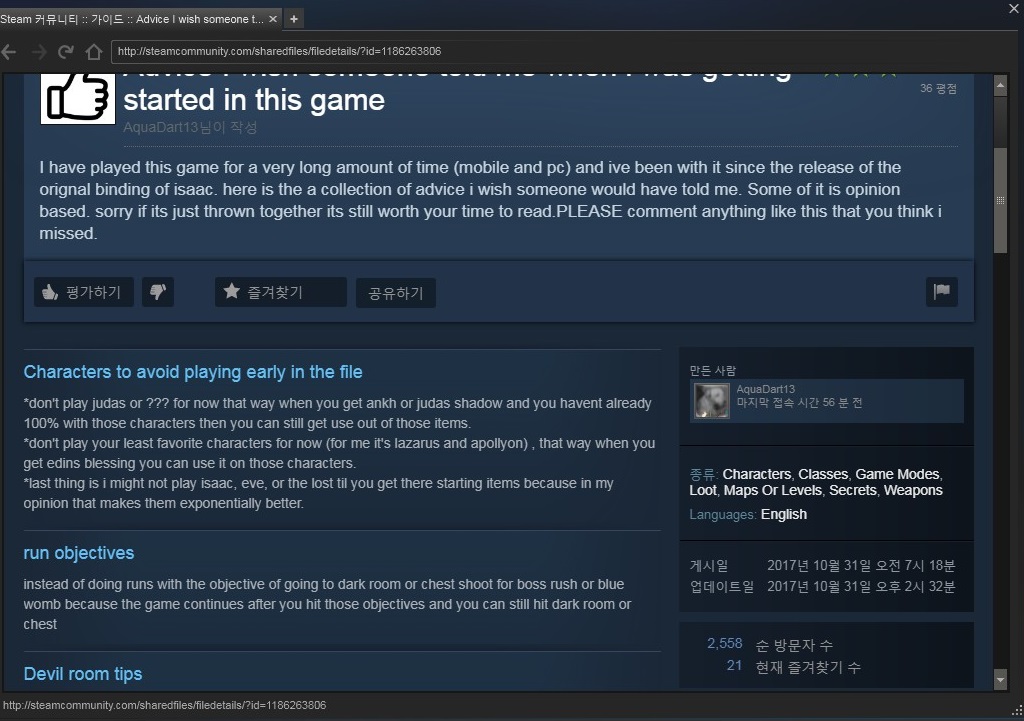 Steam 커뮤니티 :: 가이드 :: Advice I wish someone t...
http://steamcommunity.com/sharedfiles/filedetails/?id=1186263806
Advice I wish someone told me when i was getting
started in this game
36 평점
AquaDart13님이 작성
I have played this game for a very long amount of time (mobile and pc) and ive been with it since the release of the
orignal binding of isaac. here is the a collection of advice i wish someone would have told me. Some of it is opinion
based. sorry if its just thrown together its still worth your time to read.PLEASE comment anything like this that you think i
missed.
평가하기
즐겨찾기
공유하기
Characters to avoid playing early in the file
*don't play judas or ??? for now that way when you get ankh or judas shadow and you havent already
100% with those characters then you can still get use out of those items.
*don't play your least favorite characters for now (for me it's lazarus and apollyon) , that way when you
get edins blessing you can use it on those characters.
*last thing is i might not play isaac, eve, or the lost til you get there starting items because in my
opinion that makes them exponentially better.
run objectives
instead of doing runs with the objective of going to dark room or chest shoot for boss rush or blue
womb because the game continues after you hit those objectives and you can still hit dark room or
chest
Devil room tips
만든 사람
AquaDart13
마지막 접속 시간 56 분 전
종류: Characters, Classes, Game Modes,
Loot, Maps Or Levels, Secrets, Weapons
Languages: English
게시일 2017년 10월 31일 오전 7시 18분
업데이트일 2017년 10월 31일 오후 2시 32분
2,558 순 방문자 수
21 현재 즐겨찾기 수
http://steamcommunity.com/sharedfiles/filedetails/?id=1186263806